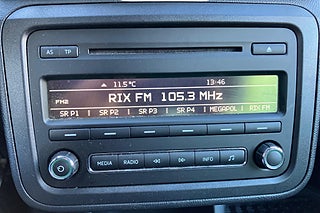 AS TP
11.5°C 13:46
RIX FM 105.3 MHz
FM2
SR P1 SR P2 SR P3 SR P4 MEGAPOL RIX FM
MEDIA RADIO INFO